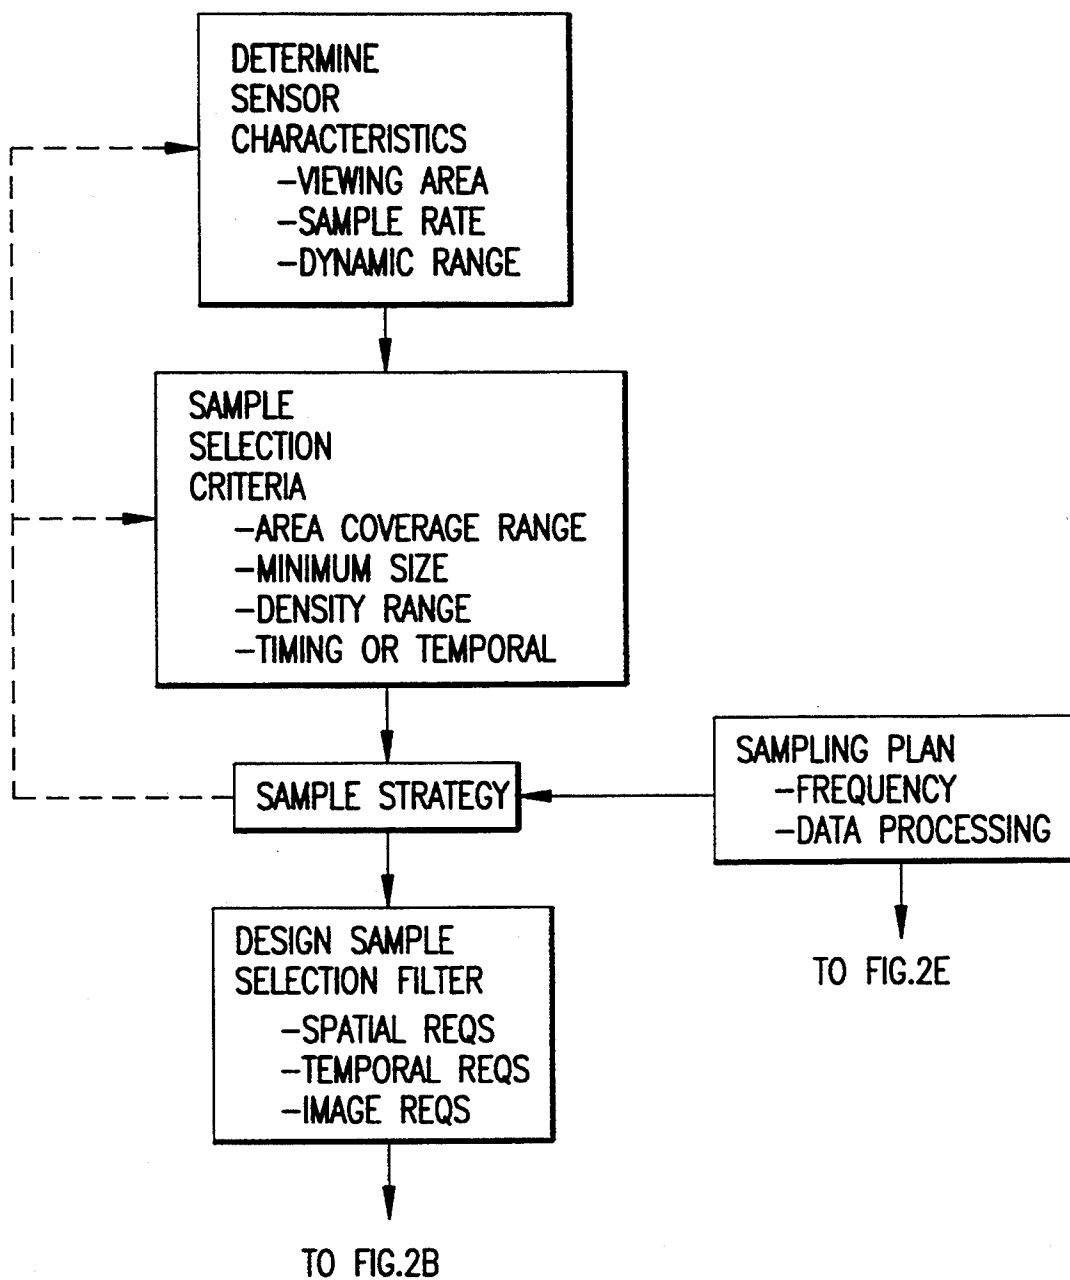 DETERMINE
SENSOR
CHARACTERISTICS
-VIEWING AREA
-SAMPLE RATE
-DYNAMIC RANGE
SAMPLE
SELECTION
CRITERIA
-AREA COVERAGE RANGE
-MINIMUM SIZE
-DENSITY RANGE
-TIMING OR TEMPORAL
SAMPLE STRATEGY
SAMPLING PLAN
-FREQUENCY
-DATA PROCESSING
TO FIG.2E
DESIGN SAMPLE
SELECTION FILTER
-SPATIAL REQS
-TEMPORAL REQS
-IMAGE REQS
TO FIG.2B